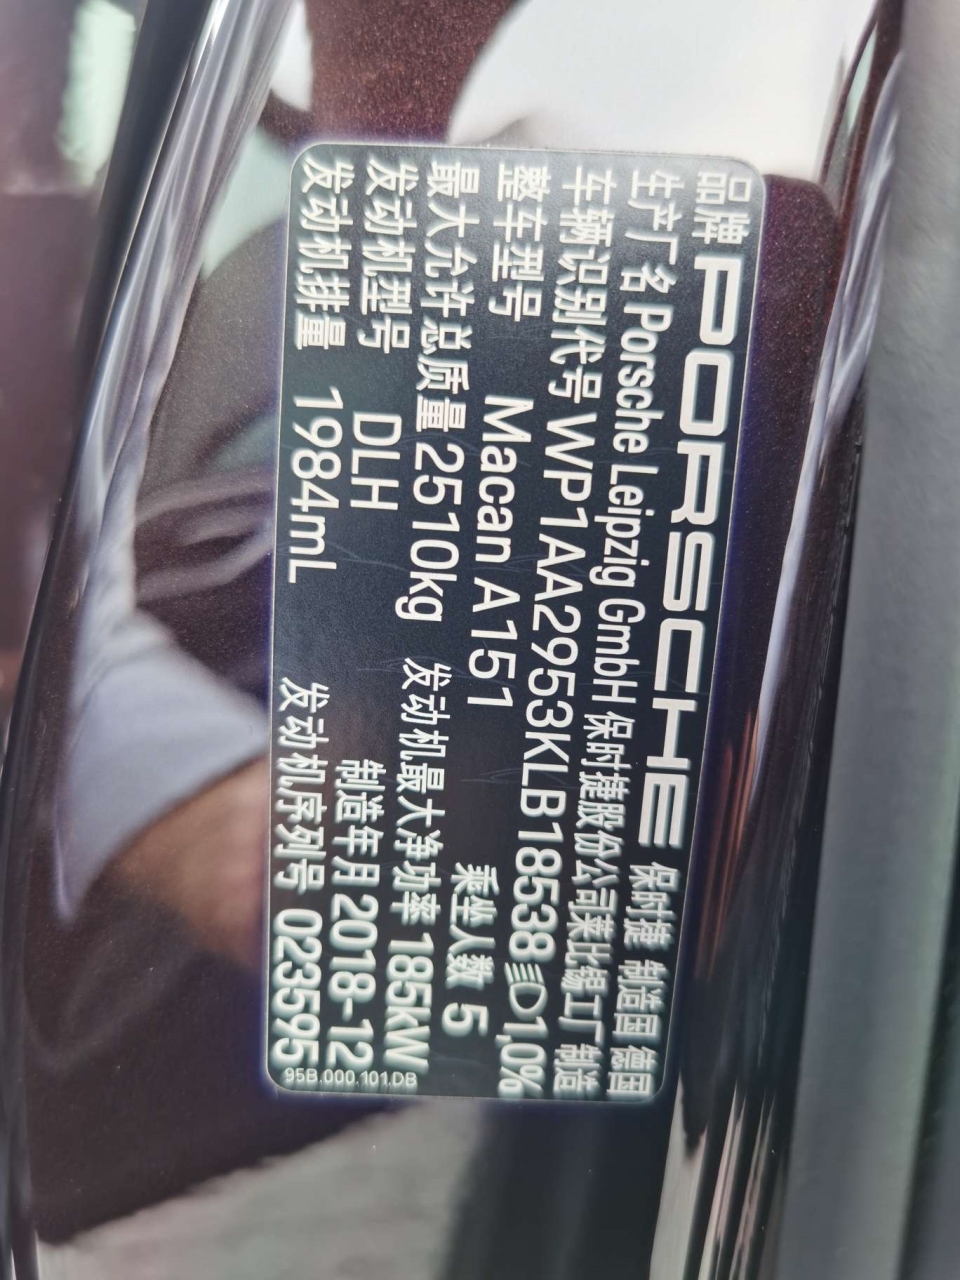 品牌 PORSCHE 保时捷 制造国 德国
生产厂名 Porsche Leipzig GmbH 保时捷股份公司莱比锡工厂 制造
车辆识别代号 WP1AA2953KLB18538 1,0%
整车型号 Macan A151 乘坐人数 5
最大允许总质量 2510kg 发动机最大净功率 185kW
发动机型号 DLH 制造年月 2018-12
发动机排量 1984mL 发动机序列号 023595
95B.000.101.DB